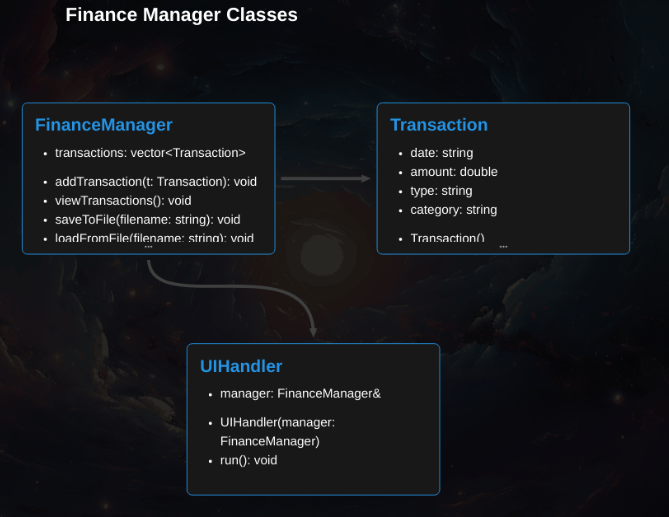 Finance Manager Classes
FinanceManager
• transactions: vector<Transaction>
• addTransaction(t: Transaction): void
• viewTransactions(): void
• saveToFile(filename: string): void
• loadFromFile(filename: string): void
...
Transaction
• date: string
• amount: double
• type: string
• category: string
• Transaction()
...
UIHandler
• manager: FinanceManager&
• UIHandler(manager:
FinanceManager)
• run(): void